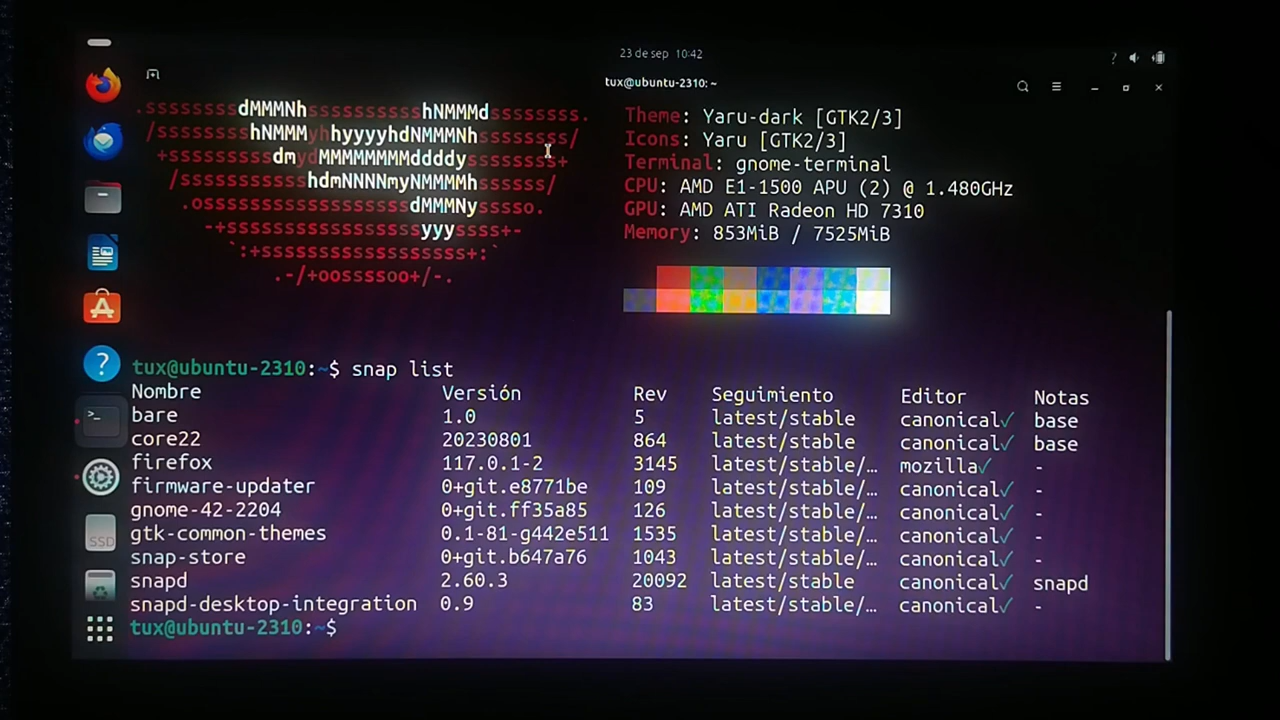 23 de sep 10:42
tux@ubuntu-2310: ~
.ssssssssdMMMNhsssssssssshNMMMdssssssss.
/sssssssshNMMMyhhyyyyhdNMMMNhssssssss/
+sssssssssdmydMMMMMMMMddddyssssssss+
/ssssssssssshdmNNNNmyNMMMMhssssss/
.ossssssssssssssssssdMMMNysssso.
-+sssssssssssssssssyyyssss+-
`:+ssssssssssssssssss+:`
.-/+oossssoo+/-.
Theme: Yaru-dark [GTK2/3]
Icons: Yaru [GTK2/3]
Terminal: gnome-terminal
CPU: AMD E1-1500 APU (2) @ 1.480GHz
GPU: AMD ATI Radeon HD 7310
Memory: 853MiB / 7525MiB
tux@ubuntu-2310:~$ snap list
Nombre Versión Rev Seguimiento Editor Notas
bare 1.0 5 latest/stable canonical✓ base
core22 20230801 864 latest/stable canonical✓ base
firefox 117.0.1-2 3145 latest/stable/… mozilla✓ -
firmware-updater 0+git.e8771be 109 latest/stable/… canonical✓ -
gnome-42-2204 0+git.ff35a85 126 latest/stable/… canonical✓ -
gtk-common-themes 0.1-81-g442e511 1535 latest/stable/… canonical✓ -
snap-store 0+git.b647a76 1043 latest/stable/… canonical✓ -
snapd 2.60.3 20092 latest/stable canonical✓ snapd
snapd-desktop-integration 0.9 83 latest/stable/… canonical✓ -
tux@ubuntu-2310:~$
SSD